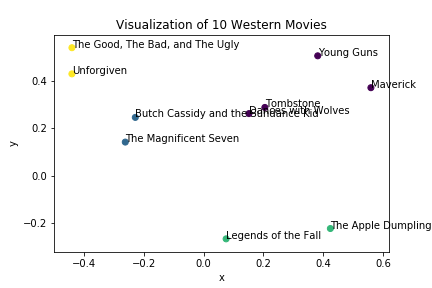 Visualization of 10 Western Movies
The Good, The Bad, and The Ugly
Young Guns
Unforgiven
Maverick
Tombstone
Dances with Wolves
Butch Cassidy and the Sundance Kid
The Magnificent Seven
The Apple Dumpling
Legends of the Fall
y
0.4
0.2
0.0
−0.2
−0.4 −0.2 0.0 0.2 0.4 0.6
x